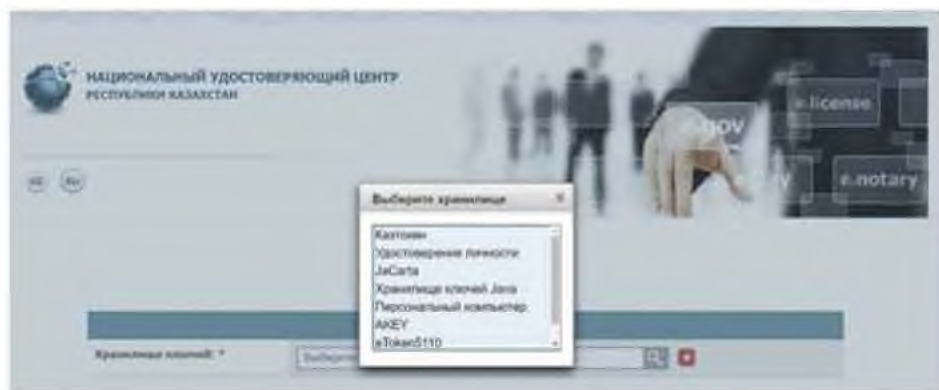 НАЦИОНАЛЬНЫЙ УДОСТОВЕРЯЮЩИЙ ЦЕНТР
РЕСПУБЛИКИ КАЗАХСТАН
e.license
.gov
e.notary
Выберите хранилище
Казтокен
Удостоверение личности
JaCarta
Хранилище ключей Java
Персональный компьютер
AKEY
eToken5110
Хранилище ключей: *